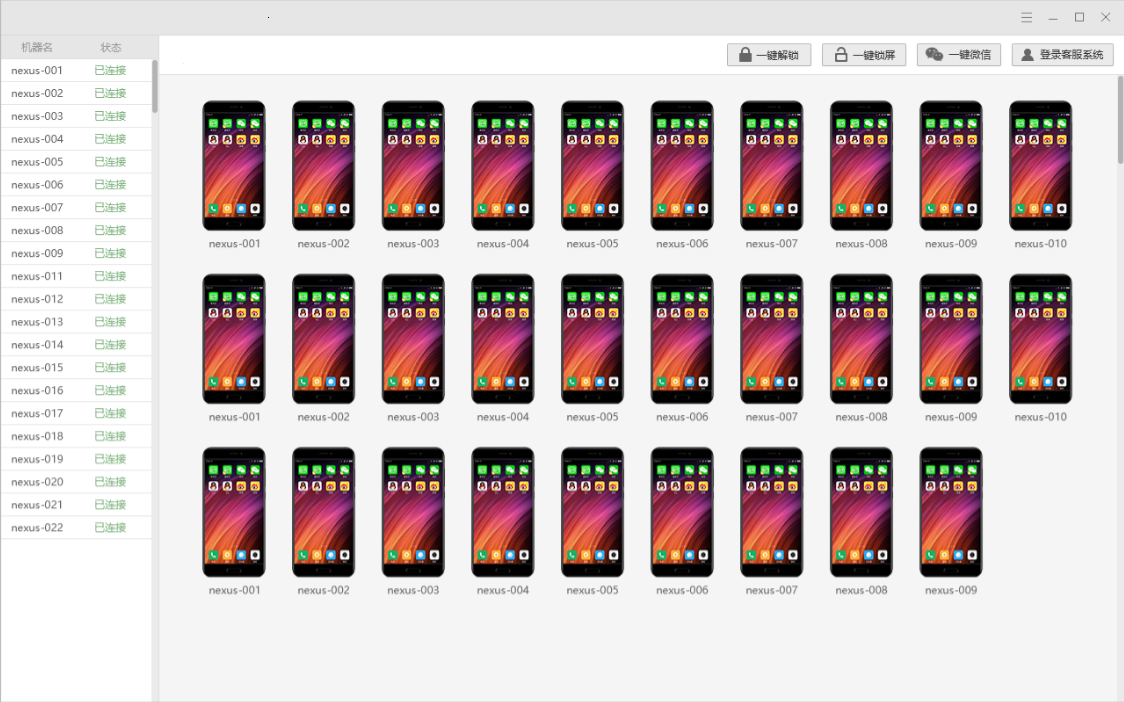 一键解锁 一键锁屏 一键微信 登录客服系统
机器名 状态
nexus-001 已连接
nexus-002 已连接
nexus-003 已连接
nexus-004 已连接
nexus-005 已连接
nexus-006 已连接
nexus-007 已连接
nexus-008 已连接
nexus-009 已连接
nexus-011 已连接
nexus-012 已连接
nexus-013 已连接
nexus-014 已连接
nexus-015 已连接
nexus-016 已连接
nexus-017 已连接
nexus-018 已连接
nexus-019 已连接
nexus-020 已连接
nexus-021 已连接
nexus-022 已连接
nexus-001 nexus-002 nexus-003 nexus-004 nexus-005 nexus-006 nexus-007 nexus-008 nexus-009 nexus-010
nexus-001 nexus-002 nexus-003 nexus-004 nexus-005 nexus-006 nexus-007 nexus-008 nexus-009 nexus-010
nexus-001 nexus-002 nexus-003 nexus-004 nexus-005 nexus-006 nexus-007 nexus-008 nexus-009